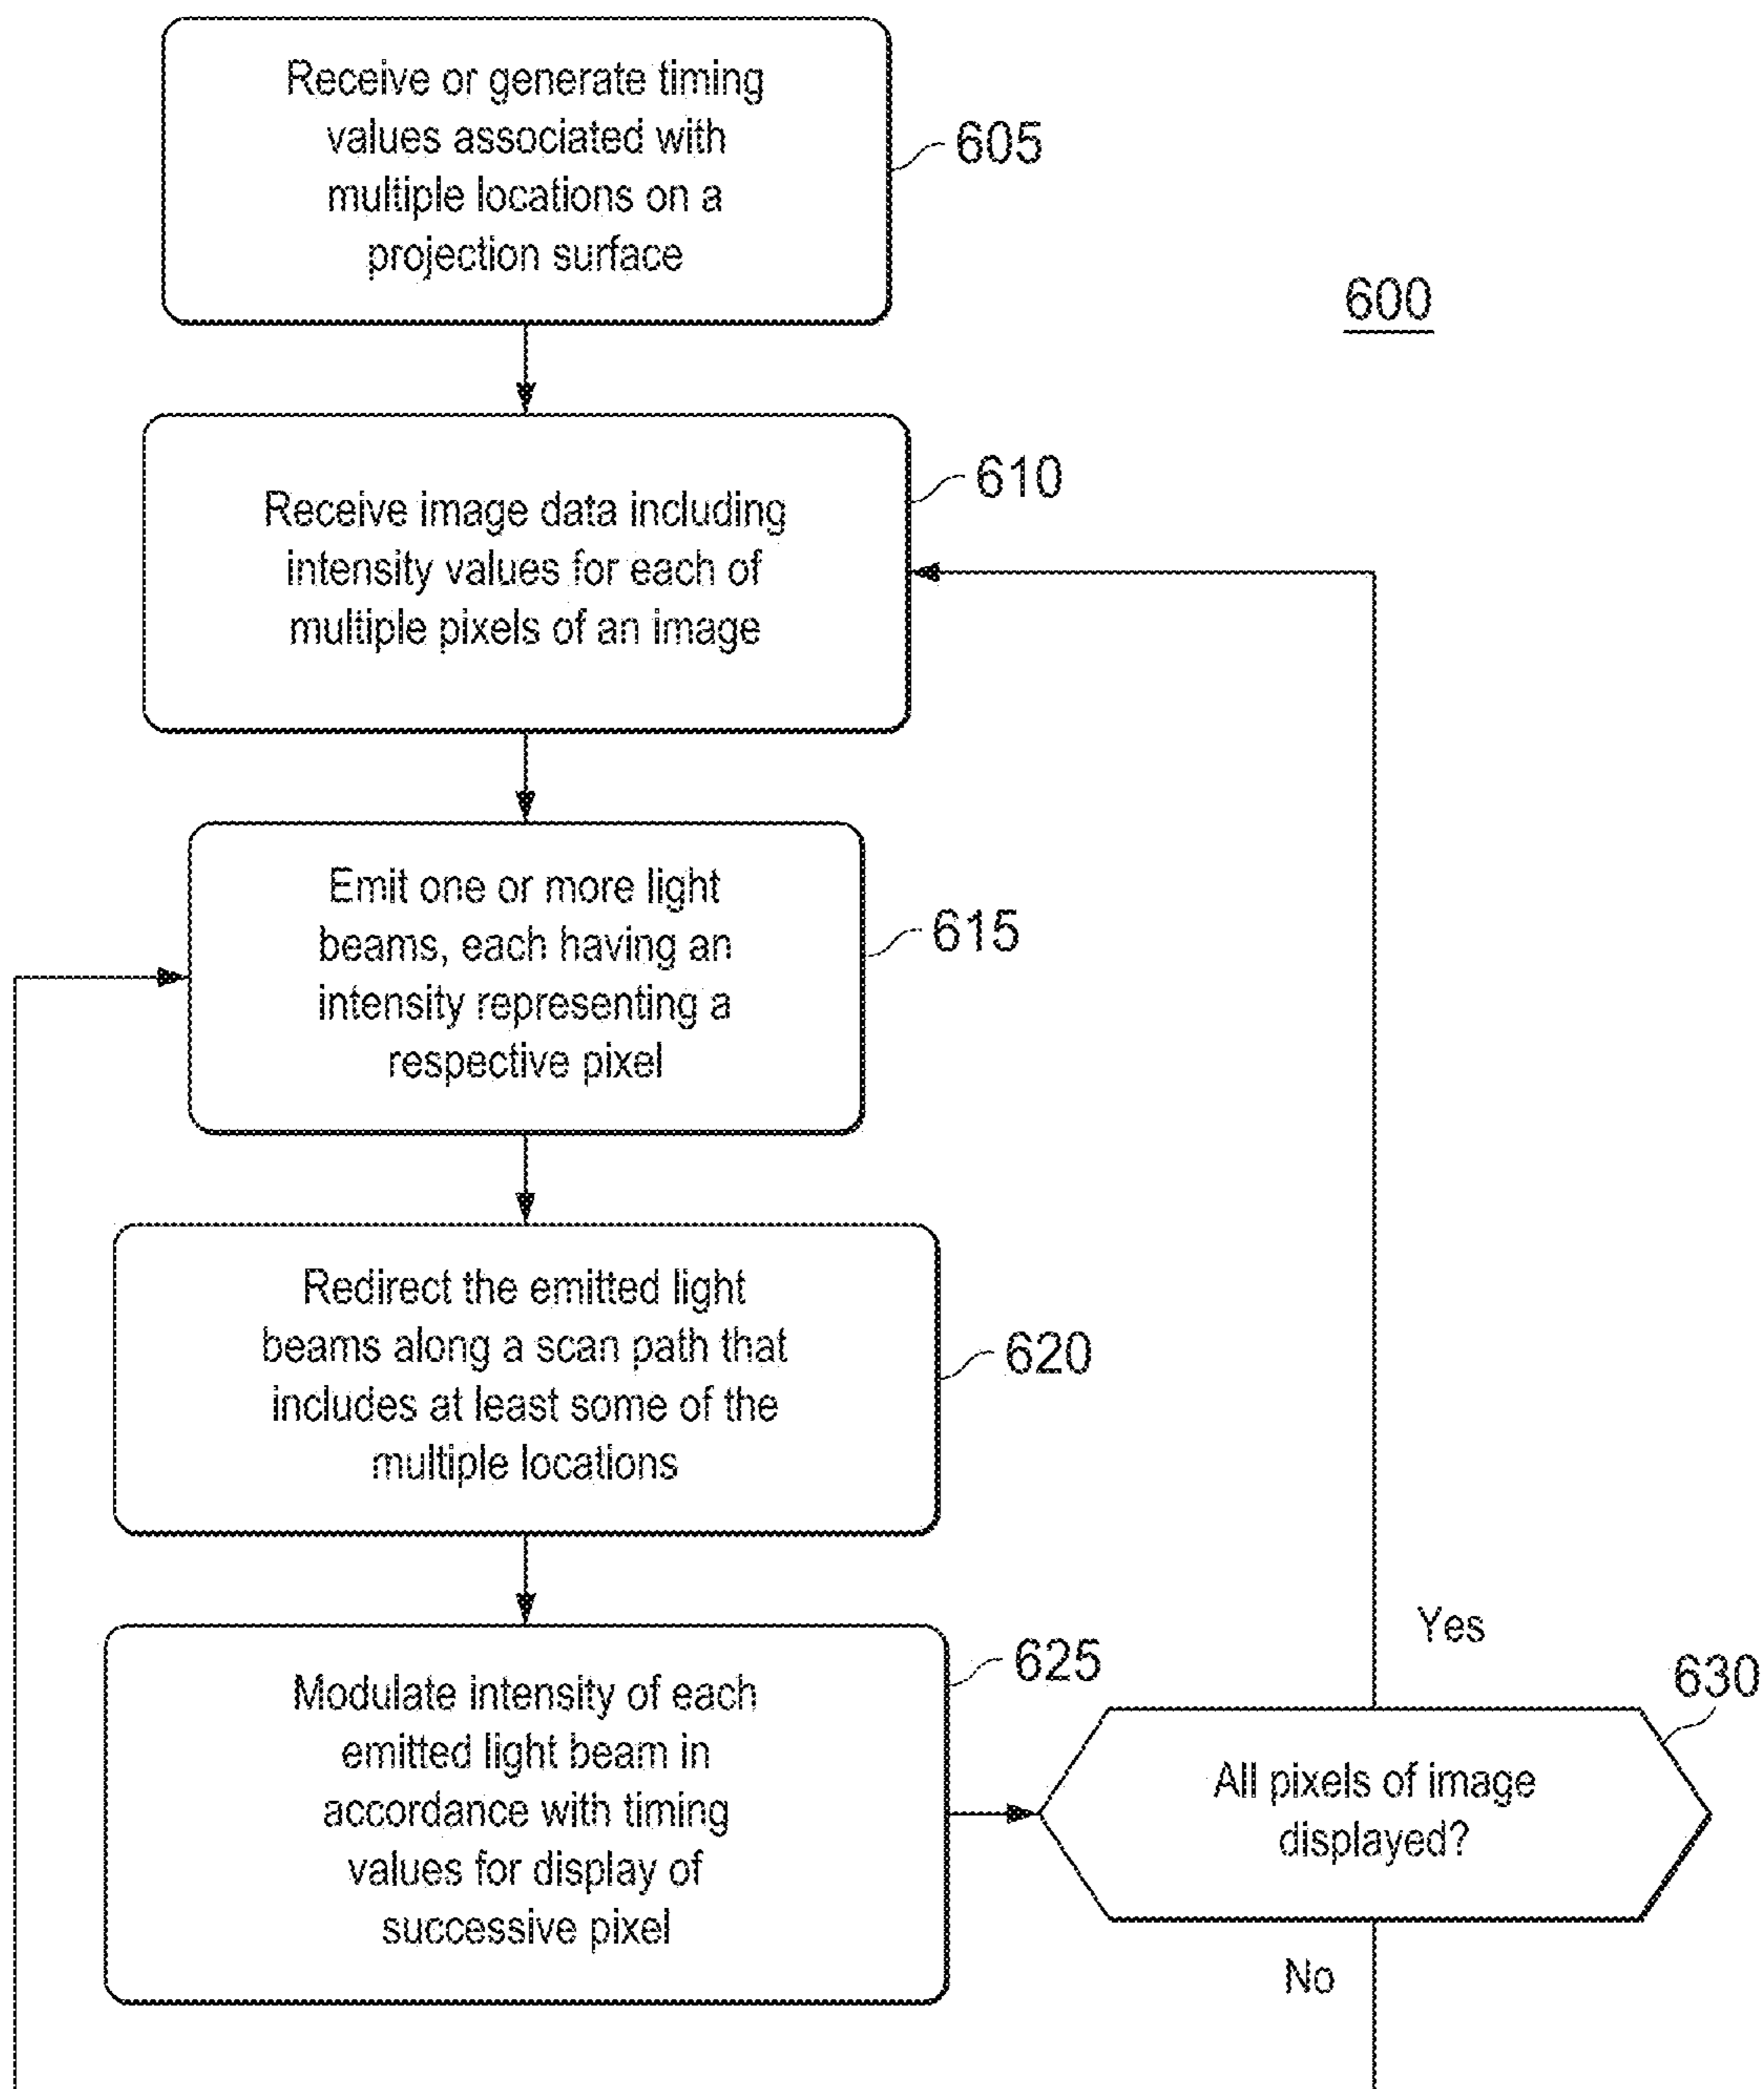 Receive or generate timing
values associated with
multiple locations on a
projection surface
605
600
Receive image data including
intensity values for each of
multiple pixels of an image
610
Emit one or more light
beams, each having an
intensity representing a
respective pixel
615
Redirect the emitted light
beams along a scan path that
includes at least some of the
multiple locations
620
Modulate intensity of each
emitted light beam in
accordance with timing
values for display of
successive pixel
625
Yes
630
All pixels of image
displayed?
No